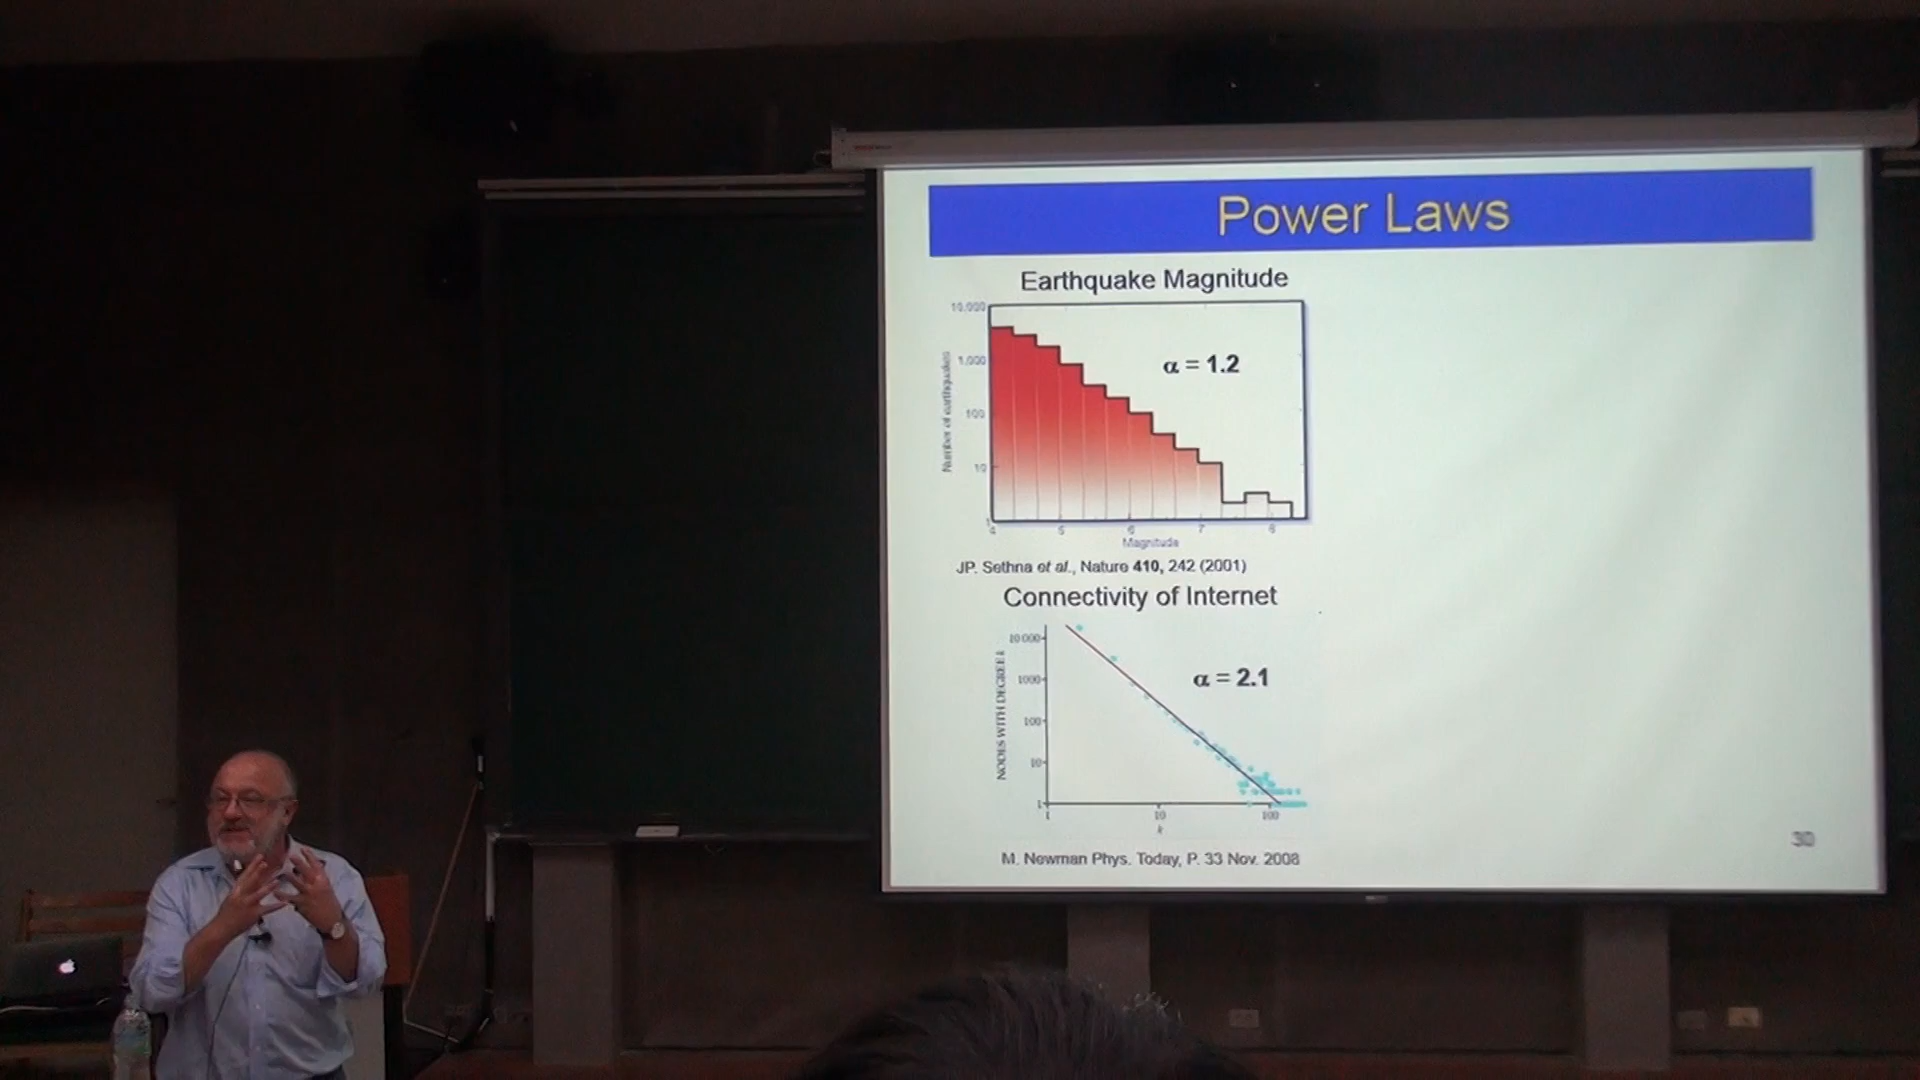 Power Laws
Earthquake Magnitude
10,000
1,000
100
10
1
Number of earthquakes
α = 1.2
4 5 6 7 8
Magnitude
JP. Sethna et al., Nature 410, 242 (2001)
Connectivity of Internet
10 000
1000
100
10
1
NODES WITH DEGREE k
α = 2.1
1 10 100
k
M. Newman Phys. Today, P. 33 Nov. 2008
30